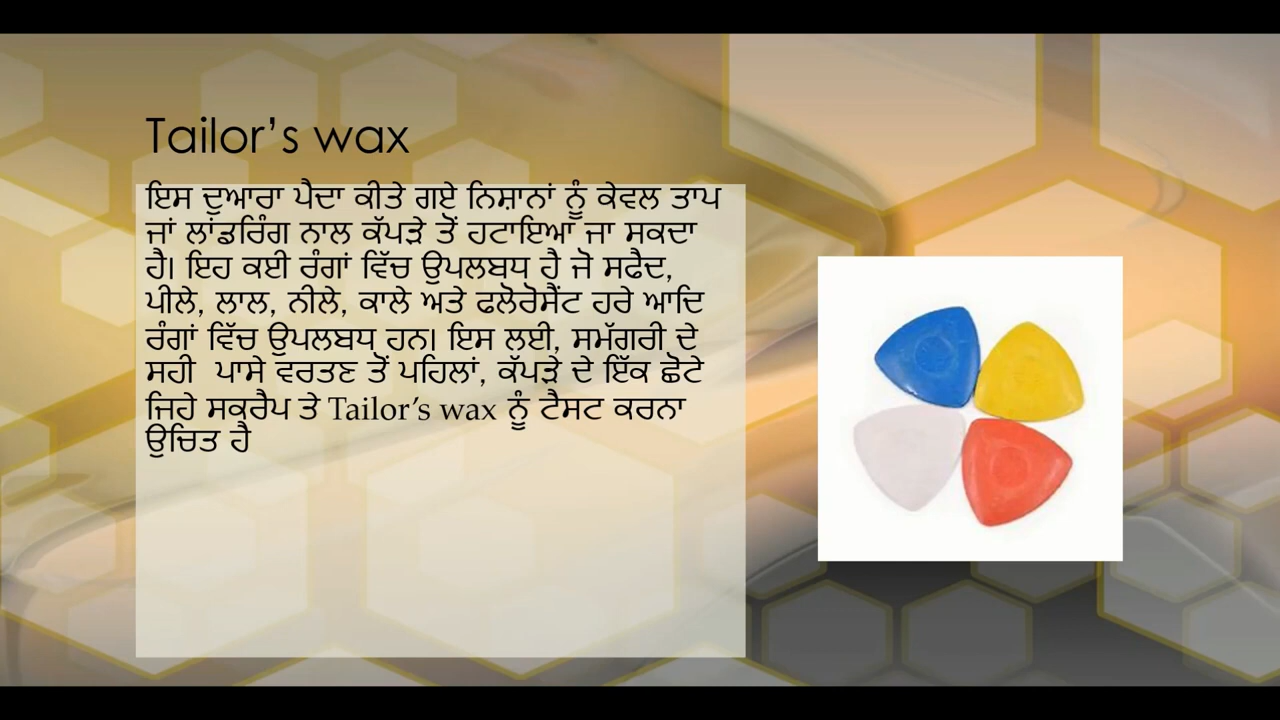 Tailor’s wax
ਇਸ ਦੁਆਰਾ ਪੈਦਾ ਕੀਤੇ ਗਏ ਨਿਸ਼ਾਨਾਂ ਨੂੰ ਕੇਵਲ ਤਾਪ
ਜਾਂ ਲਾਂਡਰਿੰਗ ਨਾਲ ਕੱਪੜੇ ਤੋਂ ਹਟਾਇਆ ਜਾ ਸਕਦਾ
ਹੈ। ਇਹ ਕਈ ਰੰਗਾਂ ਵਿੱਚ ਉਪਲਬਧ ਹੈ ਜੋ ਸਫੈਦ,
ਪੀਲੇ, ਲਾਲ, ਨੀਲੇ, ਕਾਲੇ ਅਤੇ ਫਲੋਰੋਸੈਂਟ ਹਰੇ ਆਦਿ
ਰੰਗਾਂ ਵਿੱਚ ਉਪਲਬਧ ਹਨ। ਇਸ ਲਈ, ਸਮੱਗਰੀ ਦੇ
ਸਹੀ  ਪਾਸੇ ਵਰਤਣ ਤੋਂ ਪਹਿਲਾਂ, ਕੱਪੜੇ ਦੇ ਇੱਕ ਛੋਟੇ
ਜਿਹੇ ਸਕ੍ਰੈਪ ਤੇ Tailor’s wax ਨੂੰ ਟੈਸਟ ਕਰਨਾ
ਉਚਿਤ ਹੈ